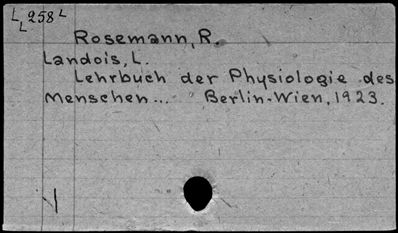 L 258 L
L
Rosemann, R.
Landois, L.
Lehrbuch der Physiologie des
Menschen... Berlin-Wien, 1923.